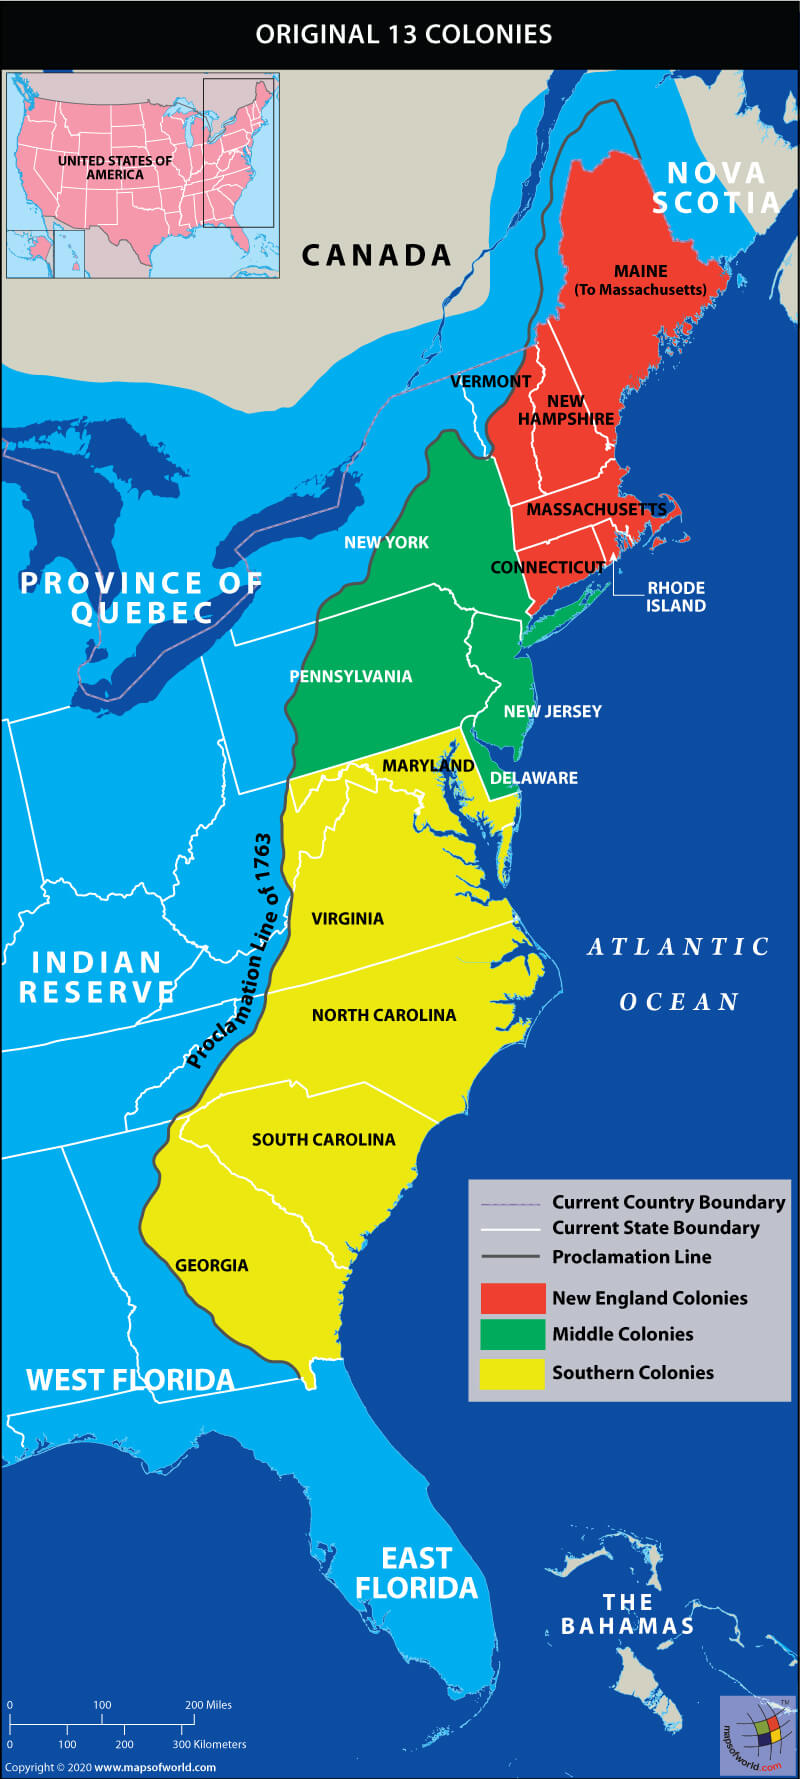 ORIGINAL 13 COLONIES
UNITED STATES OF
AMERICA
CANADA
NOVA
SCOTIA
MAINE
(To Massachusetts)
VERMONT
NEW
HAMPSHIRE
MASSACHUSETTS
NEW YORK
CONNECTICUT
RHODE
ISLAND
PROVINCE OF
QUEBEC
PENNSYLVANIA
NEW JERSEY
MARYLAND
DELAWARE
Proclamation Line of 1763
VIRGINIA
INDIAN
RESERVE
ATLANTIC
OCEAN
NORTH CAROLINA
SOUTH CAROLINA
GEORGIA
Current Country Boundary
Current State Boundary
Proclamation Line
New England Colonies
Middle Colonies
Southern Colonies
WEST FLORIDA
EAST
FLORIDA
THE
BAHAMAS
0 100 200 Miles
0 100 200 300 Kilometers
TM
mapsofworld.com
Copyright © 2020 www.mapsofworld.com